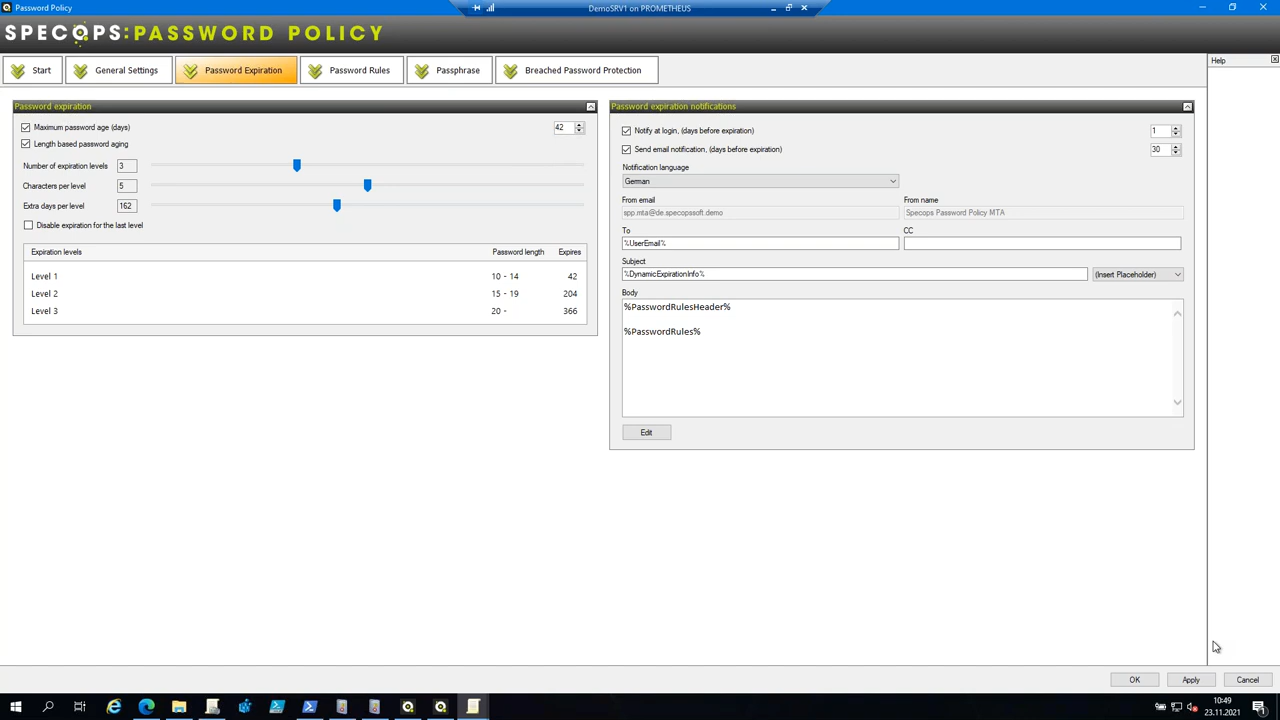 Password Policy
DemoSRV1 on PROMETHEUS
SPECOPS:PASSWORD POLICY
Start
General Settings
Password Expiration
Password Rules
Passphrase
Breached Password Protection
Help
Password expiration
Maximum password age (days)
42
Length based password aging
Number of expiration levels
3
Characters per level
5
Extra days per level
162
Disable expiration for the last level
Expiration levels Password length Expires
Level 1 10 - 14 42
Level 2 15 - 19 204
Level 3 20 - 366
Password expiration notifications
Notify at login, (days before expiration)
1
Send email notification, (days before expiration)
30
Notification language
German
From email From name
spp.mta@de.specopssoft.demo Specops Password Policy MTA
To CC
%UserEmail%
Subject
%DynamicExpirationInfo% (Insert Placeholder)
Body
%PasswordRulesHeader%
%PasswordRules%
Edit
OK Apply Cancel
10:49
23.11.2021
1